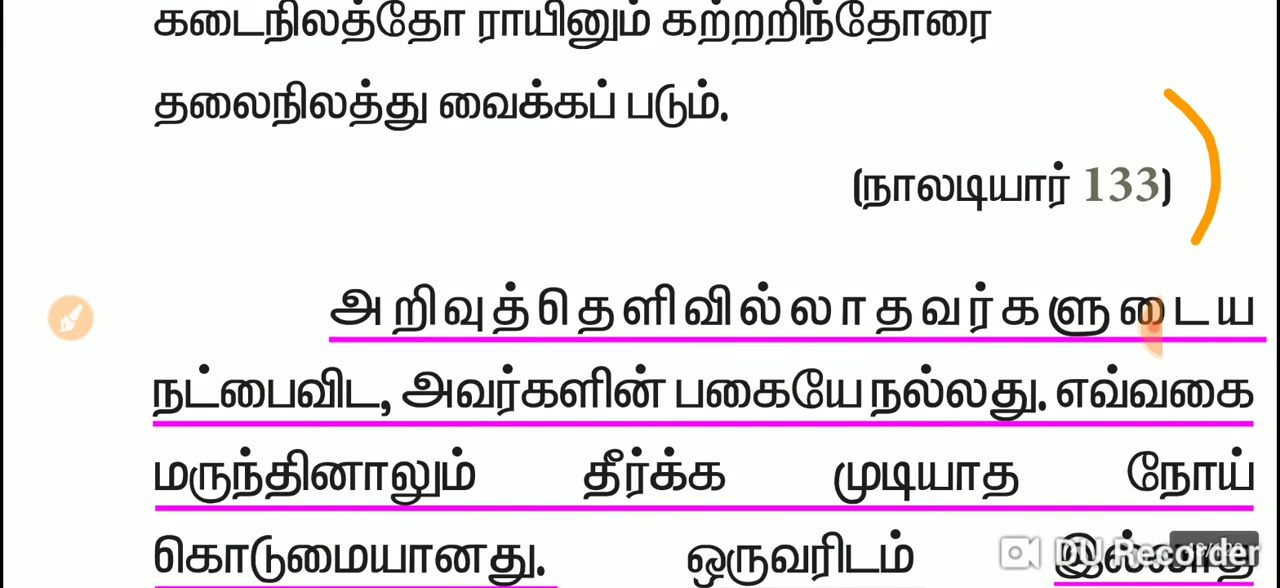 கடைநிலத்தோ ராயினும் கற்றறிந்தோரை
தலைநிலத்து வைக்கப் படும்.
(நாலடியார் 133)
அறிவுத்தெளிவில்லாதவர்களுடைய
நட்பைவிட, அவர்களின் பகையே நல்லது. எவ்வகை
மருந்தினாலும் தீர்க்க முடியாத நோய்
கொடுமையானது. ஒருவரிடம்
DU Recorder